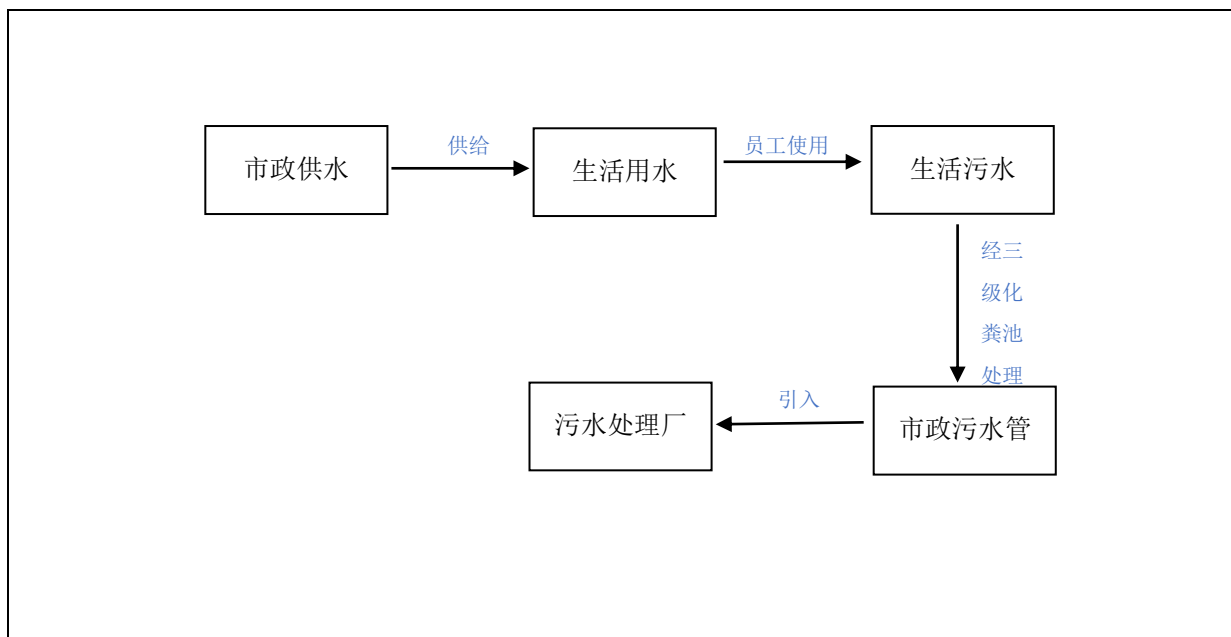 市政供水
供给
生活用水
员工使用
生活污水
经三
级化
粪池
处理
市政污水管
引入
污水处理厂